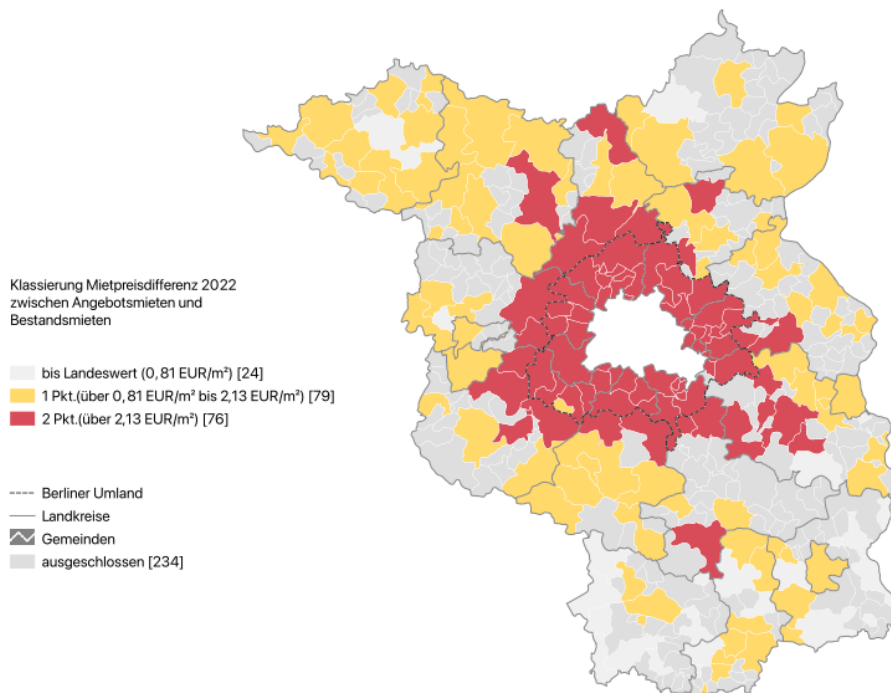 Klassierung Mietpreisdifferenz 2022
zwischen Angebotsmieten und
Bestandsmieten
bis Landeswert (0,81 EUR/m²) [24]
1 Pkt.(über 0,81 EUR/m² bis 2,13 EUR/m²) [79]
2 Pkt.(über 2,13 EUR/m²) [76]
Berliner Umland
Landkreise
Gemeinden
ausgeschlossen [234]